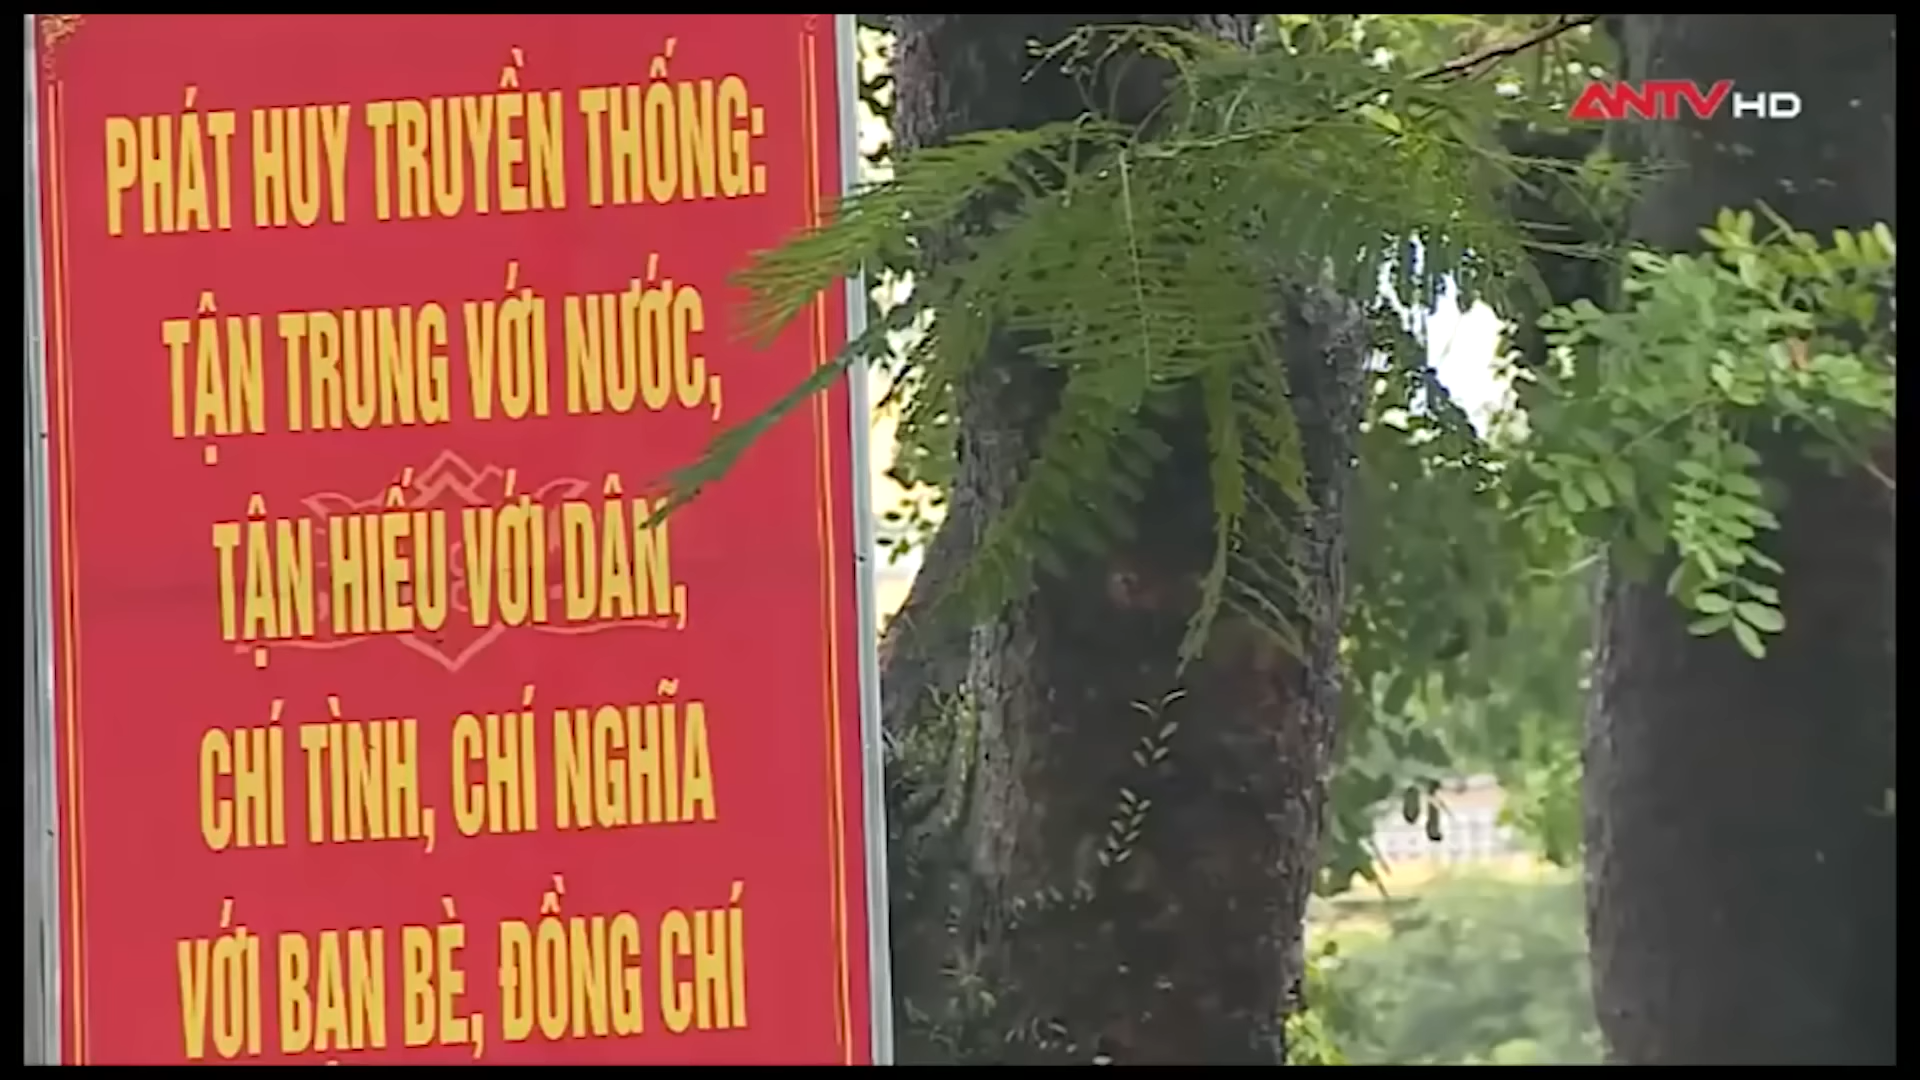 PHÁT HUY TRUYỀN THỐNG:
TẬN TRUNG VỚI NƯỚC,
TẬN HIẾU VỚI DÂN,
CHÍ TÌNH, CHÍ NGHĨA
VỚI BẠN BÈ, ĐỒNG CHÍ
ANTV HD